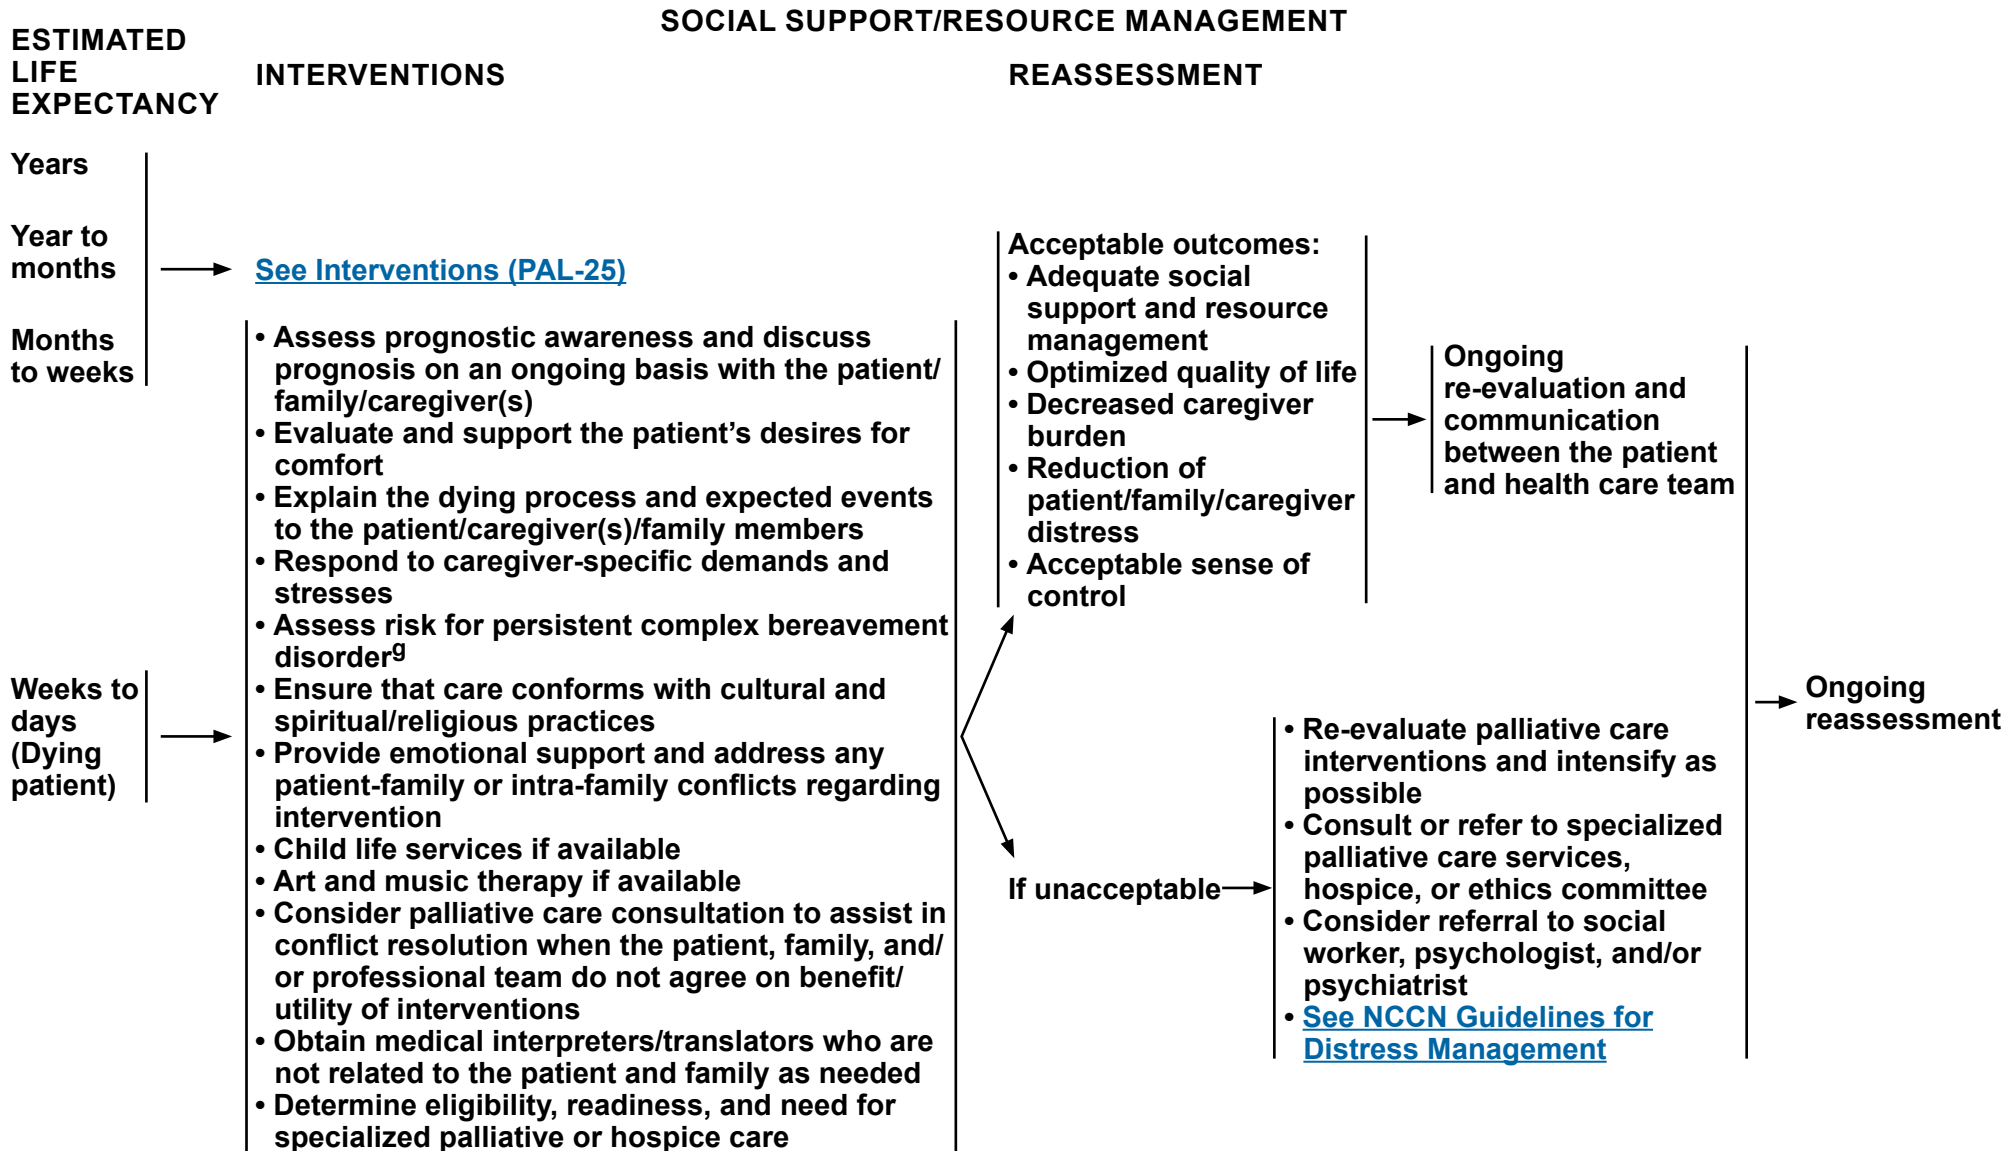 SOCIAL SUPPORT/RESOURCE MANAGEMENT
ESTIMATED
LIFE
EXPECTANCY
INTERVENTIONS
REASSESSMENT
Years
Year to
months
Months
to weeks
See Interventions (PAL-25)
Weeks to
days
(Dying
patient)
• Assess prognostic awareness and discuss
prognosis on an ongoing basis with the patient/
family/caregiver(s)
• Evaluate and support the patient’s desires for
comfort
• Explain the dying process and expected events
to the patient/caregiver(s)/family members
• Respond to caregiver-specific demands and
stresses
• Assess risk for persistent complex bereavement
disorderg
• Ensure that care conforms with cultural and
spiritual/religious practices
• Provide emotional support and address any
patient-family or intra-family conflicts regarding
intervention
• Child life services if available
• Art and music therapy if available
• Consider palliative care consultation to assist in
conflict resolution when the patient, family, and/
or professional team do not agree on benefit/
utility of interventions
• Obtain medical interpreters/translators who are
not related to the patient and family as needed
• Determine eligibility, readiness, and need for
specialized palliative or hospice care
Acceptable outcomes:
• Adequate social
support and resource
management
• Optimized quality of life
• Decreased caregiver
burden
• Reduction of
patient/family/caregiver
distress
• Acceptable sense of
control
Ongoing
re-evaluation and
communication
between the patient
and health care team
If unacceptable
• Re-evaluate palliative care
interventions and intensify as
possible
• Consult or refer to specialized
palliative care services,
hospice, or ethics committee
• Consider referral to social
worker, psychologist, and/or
psychiatrist
• See NCCN Guidelines for
Distress Management
Ongoing
reassessment